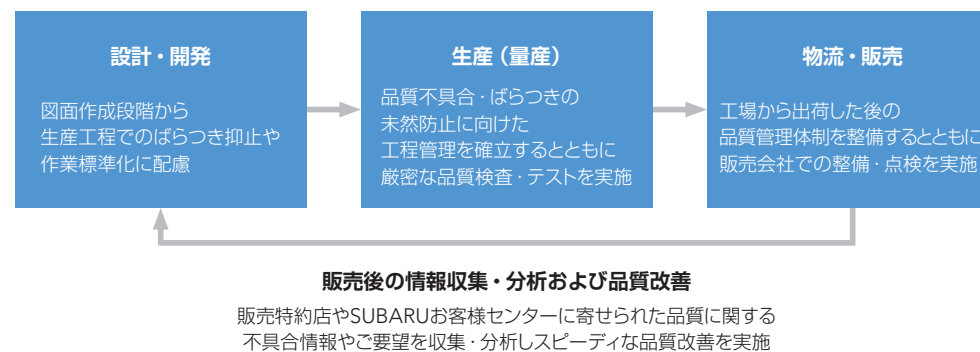 設計・開発
図面作成段階から
生産工程でのばらつき抑止や
作業標準化に配慮
生産（量産）
品質不具合・ばらつきの
未然防止に向けた
工程管理を確立するとともに
厳密な品質検査・テストを実施
物流・販売
工場から出荷した後の
品質管理体制を整備するとともに
販売会社での整備・点検を実施
販売後の情報収集・分析および品質改善
販売特約店やSUBARUお客様センターに寄せられた品質に関する
不具合情報やご要望を収集・分析しスピーディな品質改善を実施